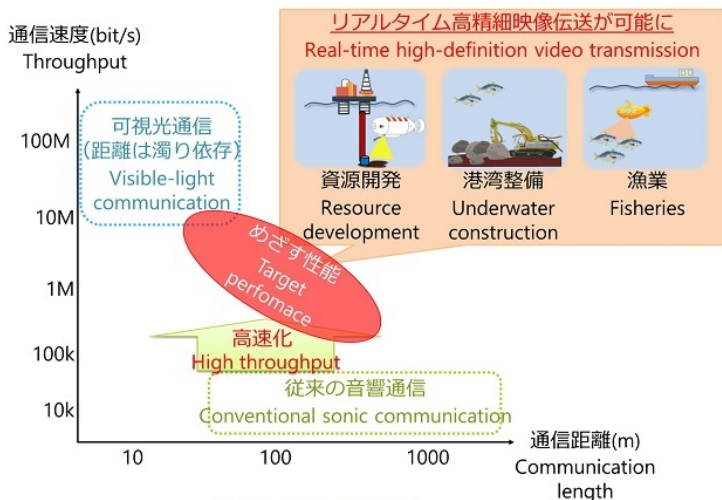 通信速度(bit/s)
Throughput
リアルタイム高精細映像伝送が可能に
Real-time high-definition video transmission
資源開発
Resource
development
港湾整備
Underwater
construction
漁業
Fisheries
可視光通信
(距離は濁り依存)
Visible-light
communication
めざす性能
Target
perfomace
高速化
High throughput
従来の音響通信
Conventional sonic communication
100M
10M
1M
100k
10k
10
100
1000
通信距離(m)
Communication
length